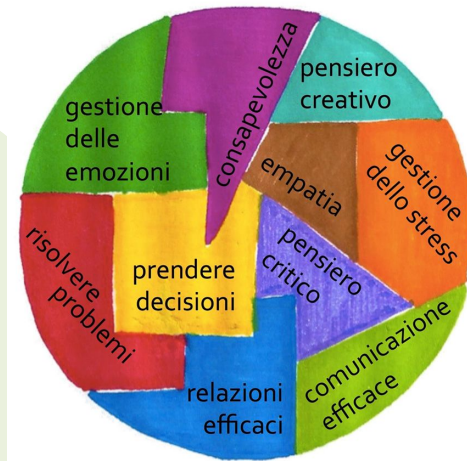 consapevolezza
pensiero
creativo
gestione
delle
emozioni
empatia
gestione
dello stress
risolvere
problemi
prendere
decisioni
pensiero
critico
relazioni
efficaci
comunicazione
efficace